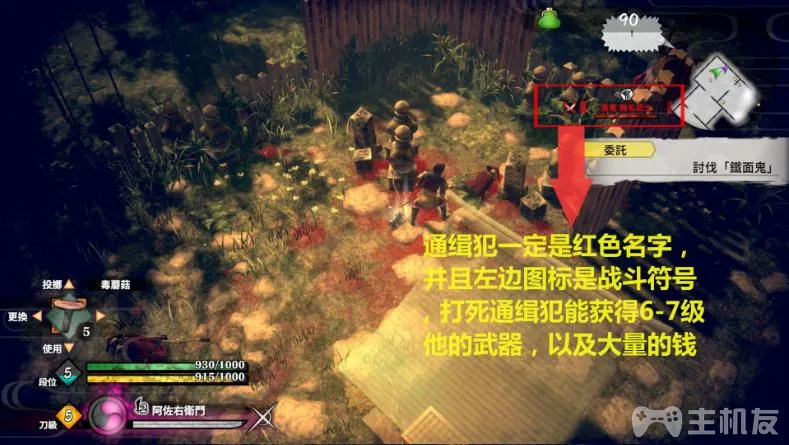 90
委託
討伐「鐵面鬼」
通缉犯一定是红色名字，
并且左边图标是战斗符号
，打死通缉犯能获得6-7级
他的武器，以及大量的钱
投擲 毒蘑菇
更換
5
使用
930/1000
915/1000
段位 5
12 阿佐右衛門
刀級 5
主机友